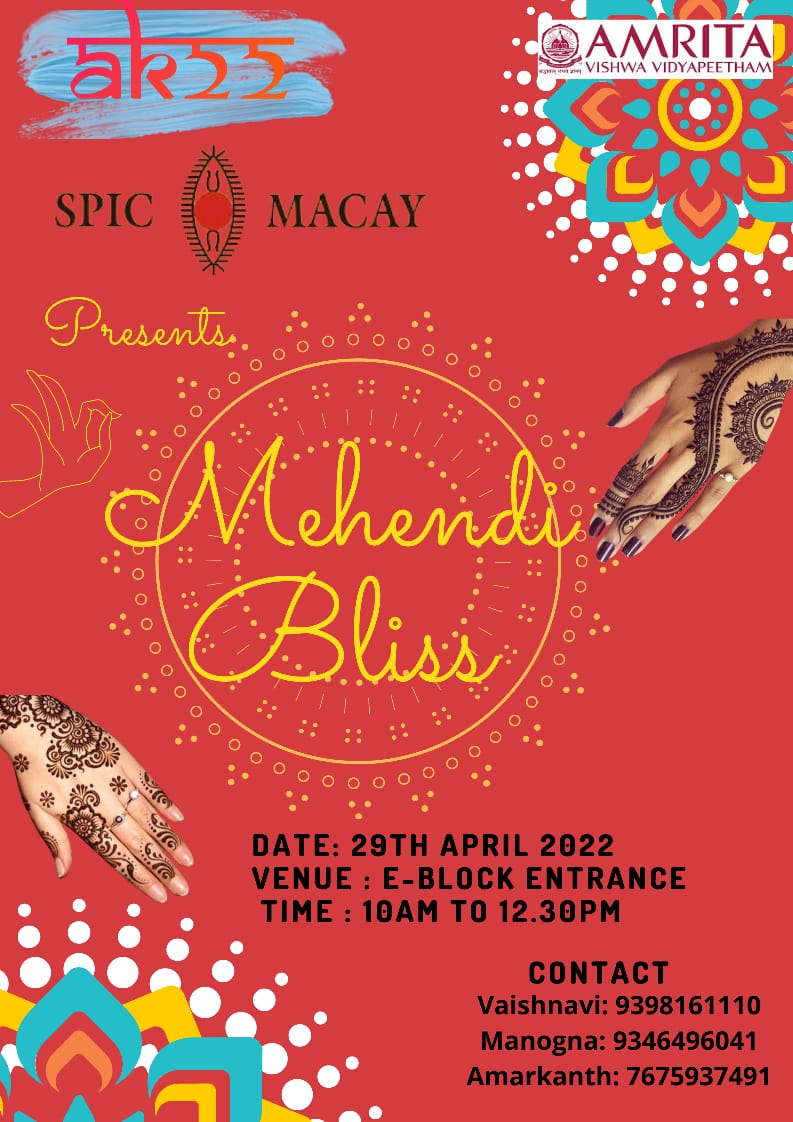 ak22
AMRITA
VISHWA VIDYAPEETHAM
SPIC MACAY
Presents
Mehendi
Bliss
DATE: 29TH APRIL 2022
VENUE : E-BLOCK ENTRANCE
TIME : 10AM TO 12.30PM
CONTACT
Vaishnavi: 9398161110
Manogna: 9346496041
Amarkanth: 7675937491